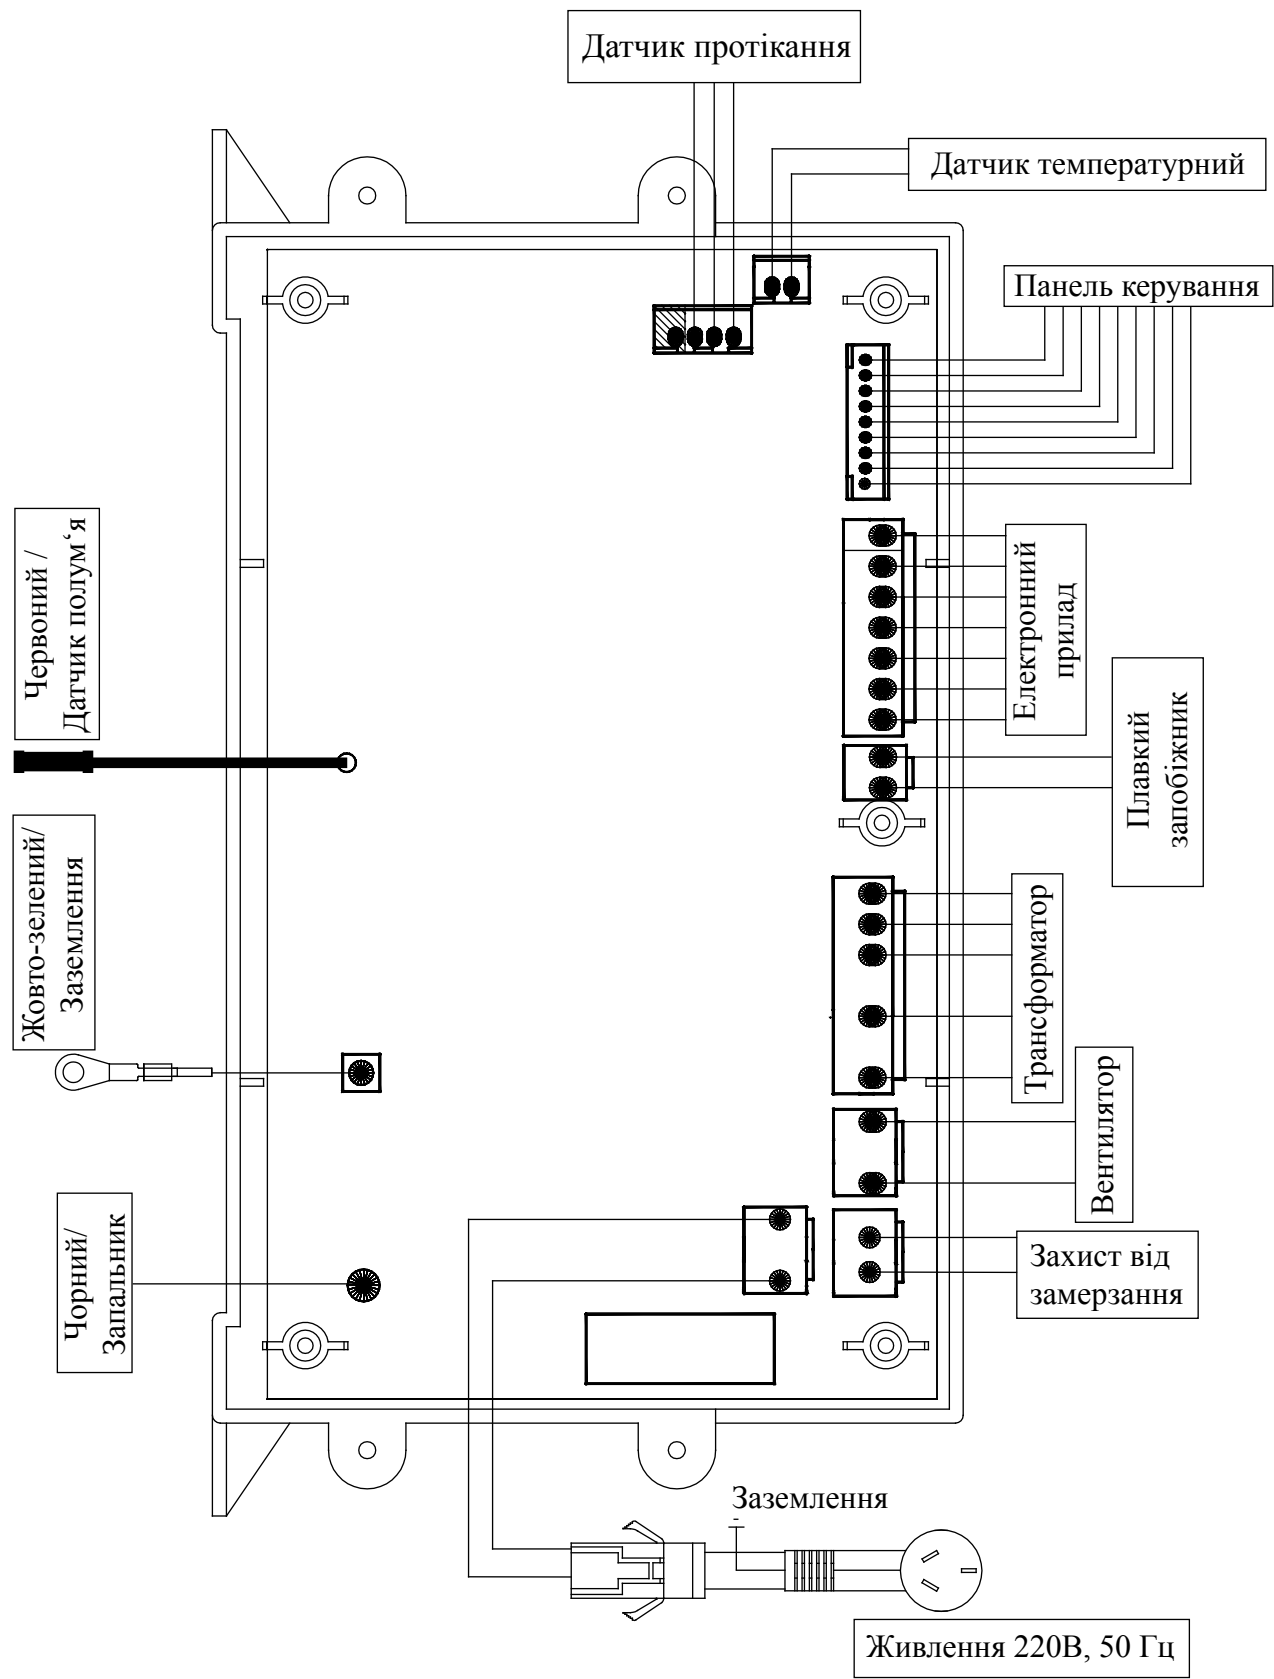 Датчик протікання
Датчик температурний
Панель керування
Червоний /
Датчик полум‘я
Електронний
прилад
Плавкий
запобіжник
Жовто-зелений/
Заземлення
Трансформатор
Вентилятор
Чорний/
Запальник
Захист від
замерзання
Заземлення
Живлення 220В, 50 Гц